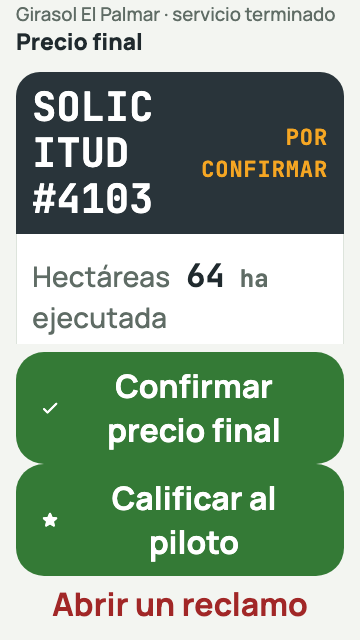 Girasol El Palmar · servicio terminado
Precio final
SOLIC
ITUD
#4103
POR
CONFIRMAR
Hectáreas 64 ha
ejecutada
Confirmar
precio final
Calificar al
piloto
Abrir un reclamo